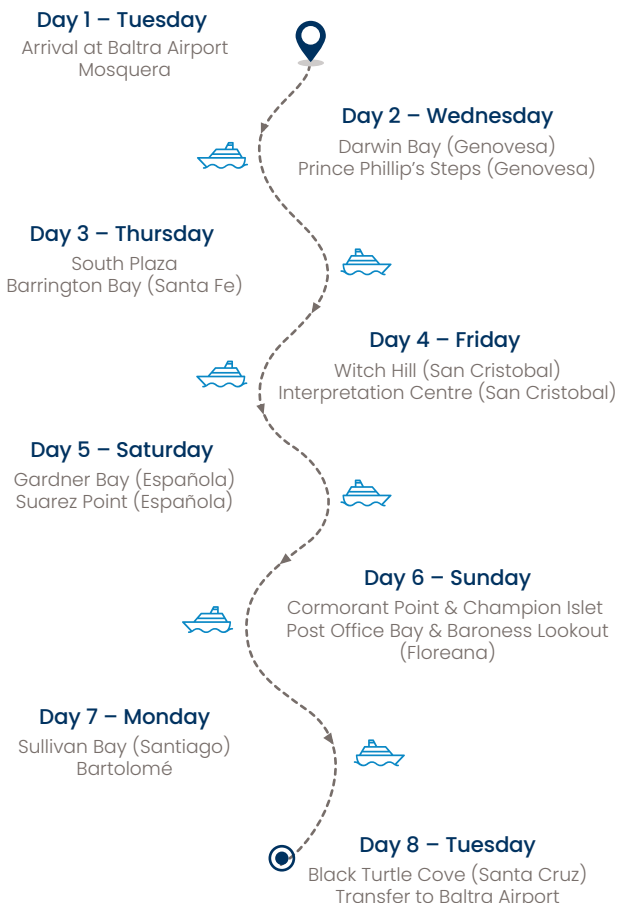 Day 1 – Tuesday
Arrival at Baltra Airport
Mosquera
Day 2 – Wednesday
Darwin Bay (Genovesa)
Prince Phillip's Steps (Genovesa)
Day 3 – Thursday
South Plaza
Barrington Bay (Santa Fe)
Day 4 – Friday
Witch Hill (San Cristobal)
Interpretation Centre (San Cristobal)
Day 5 – Saturday
Gardner Bay (Española)
Suarez Point (Española)
Day 6 – Sunday
Cormorant Point & Champion Islet
Post Office Bay & Baroness Lookout
(Floreana)
Day 7 – Monday
Sullivan Bay (Santiago)
Bartolomé
Day 8 – Tuesday
Black Turtle Cove (Santa Cruz)
Transfer to Baltra Airport